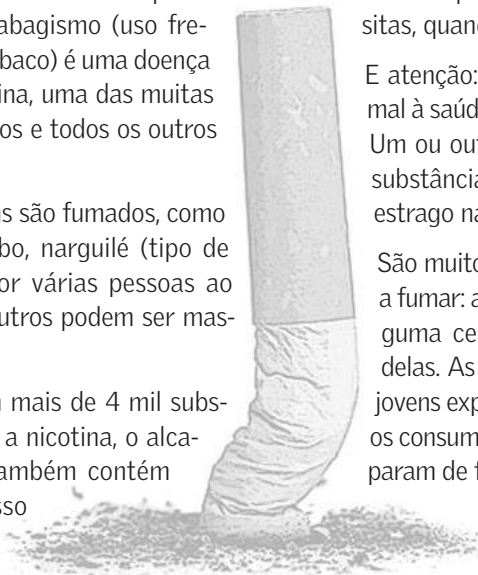 abagismo (uso fre-
baco) é uma doença
ina, uma das muitas
os e todos os outros
s são fumados, como
bo, narguilé (tipo de
or várias pessoas ao
utros podem ser mas-
mais de 4 mil subs-
a nicotina, o alca-
ambém contém
sso
sitas, quand
E atenção:
mal à saúd
Um ou out
substância
estrago na
São muito
a fumar: a
guma ce
delas. As
jovens exp
os consum
param de f